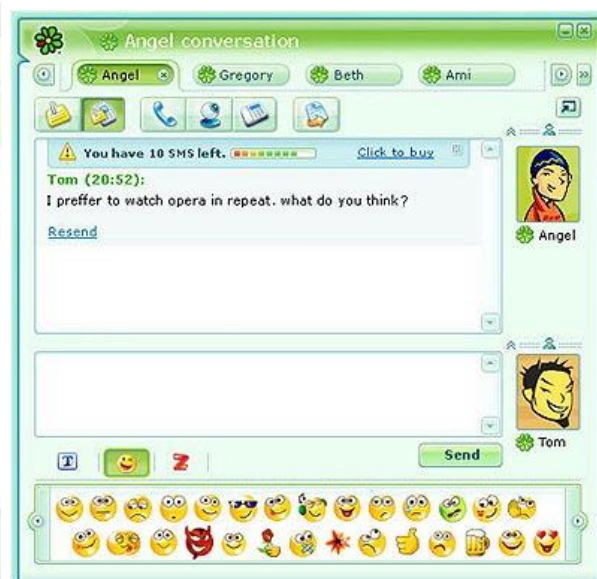 Angel conversation
Angel Gregory Beth Ami
You have 10 SMS left. Click to buy
Tom (20:52):
I preffer to watch opera in repeat. what do you think?
Resend
Angel
Tom
T Z
Send